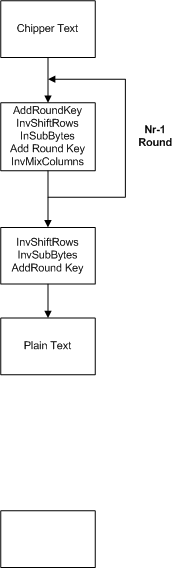 Chipper Text
AddRoundKey
InvShiftRows
InSubBytes
Add Round Key
InvMixColumns
Nr-1
Round
InvShiftRows
InvSubBytes
AddRound Key
Plain Text